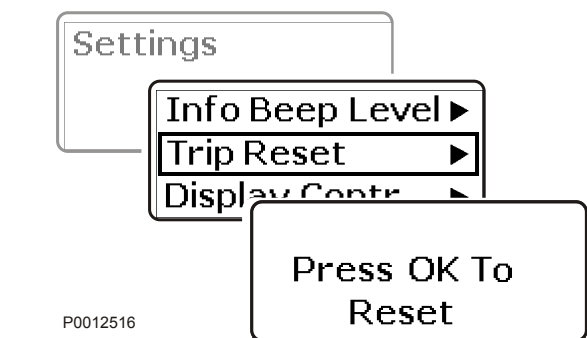 Settings
Info Beep Level ▶
Trip Reset ▶
Display Contr ▶
Press OK To
Reset
P0012516